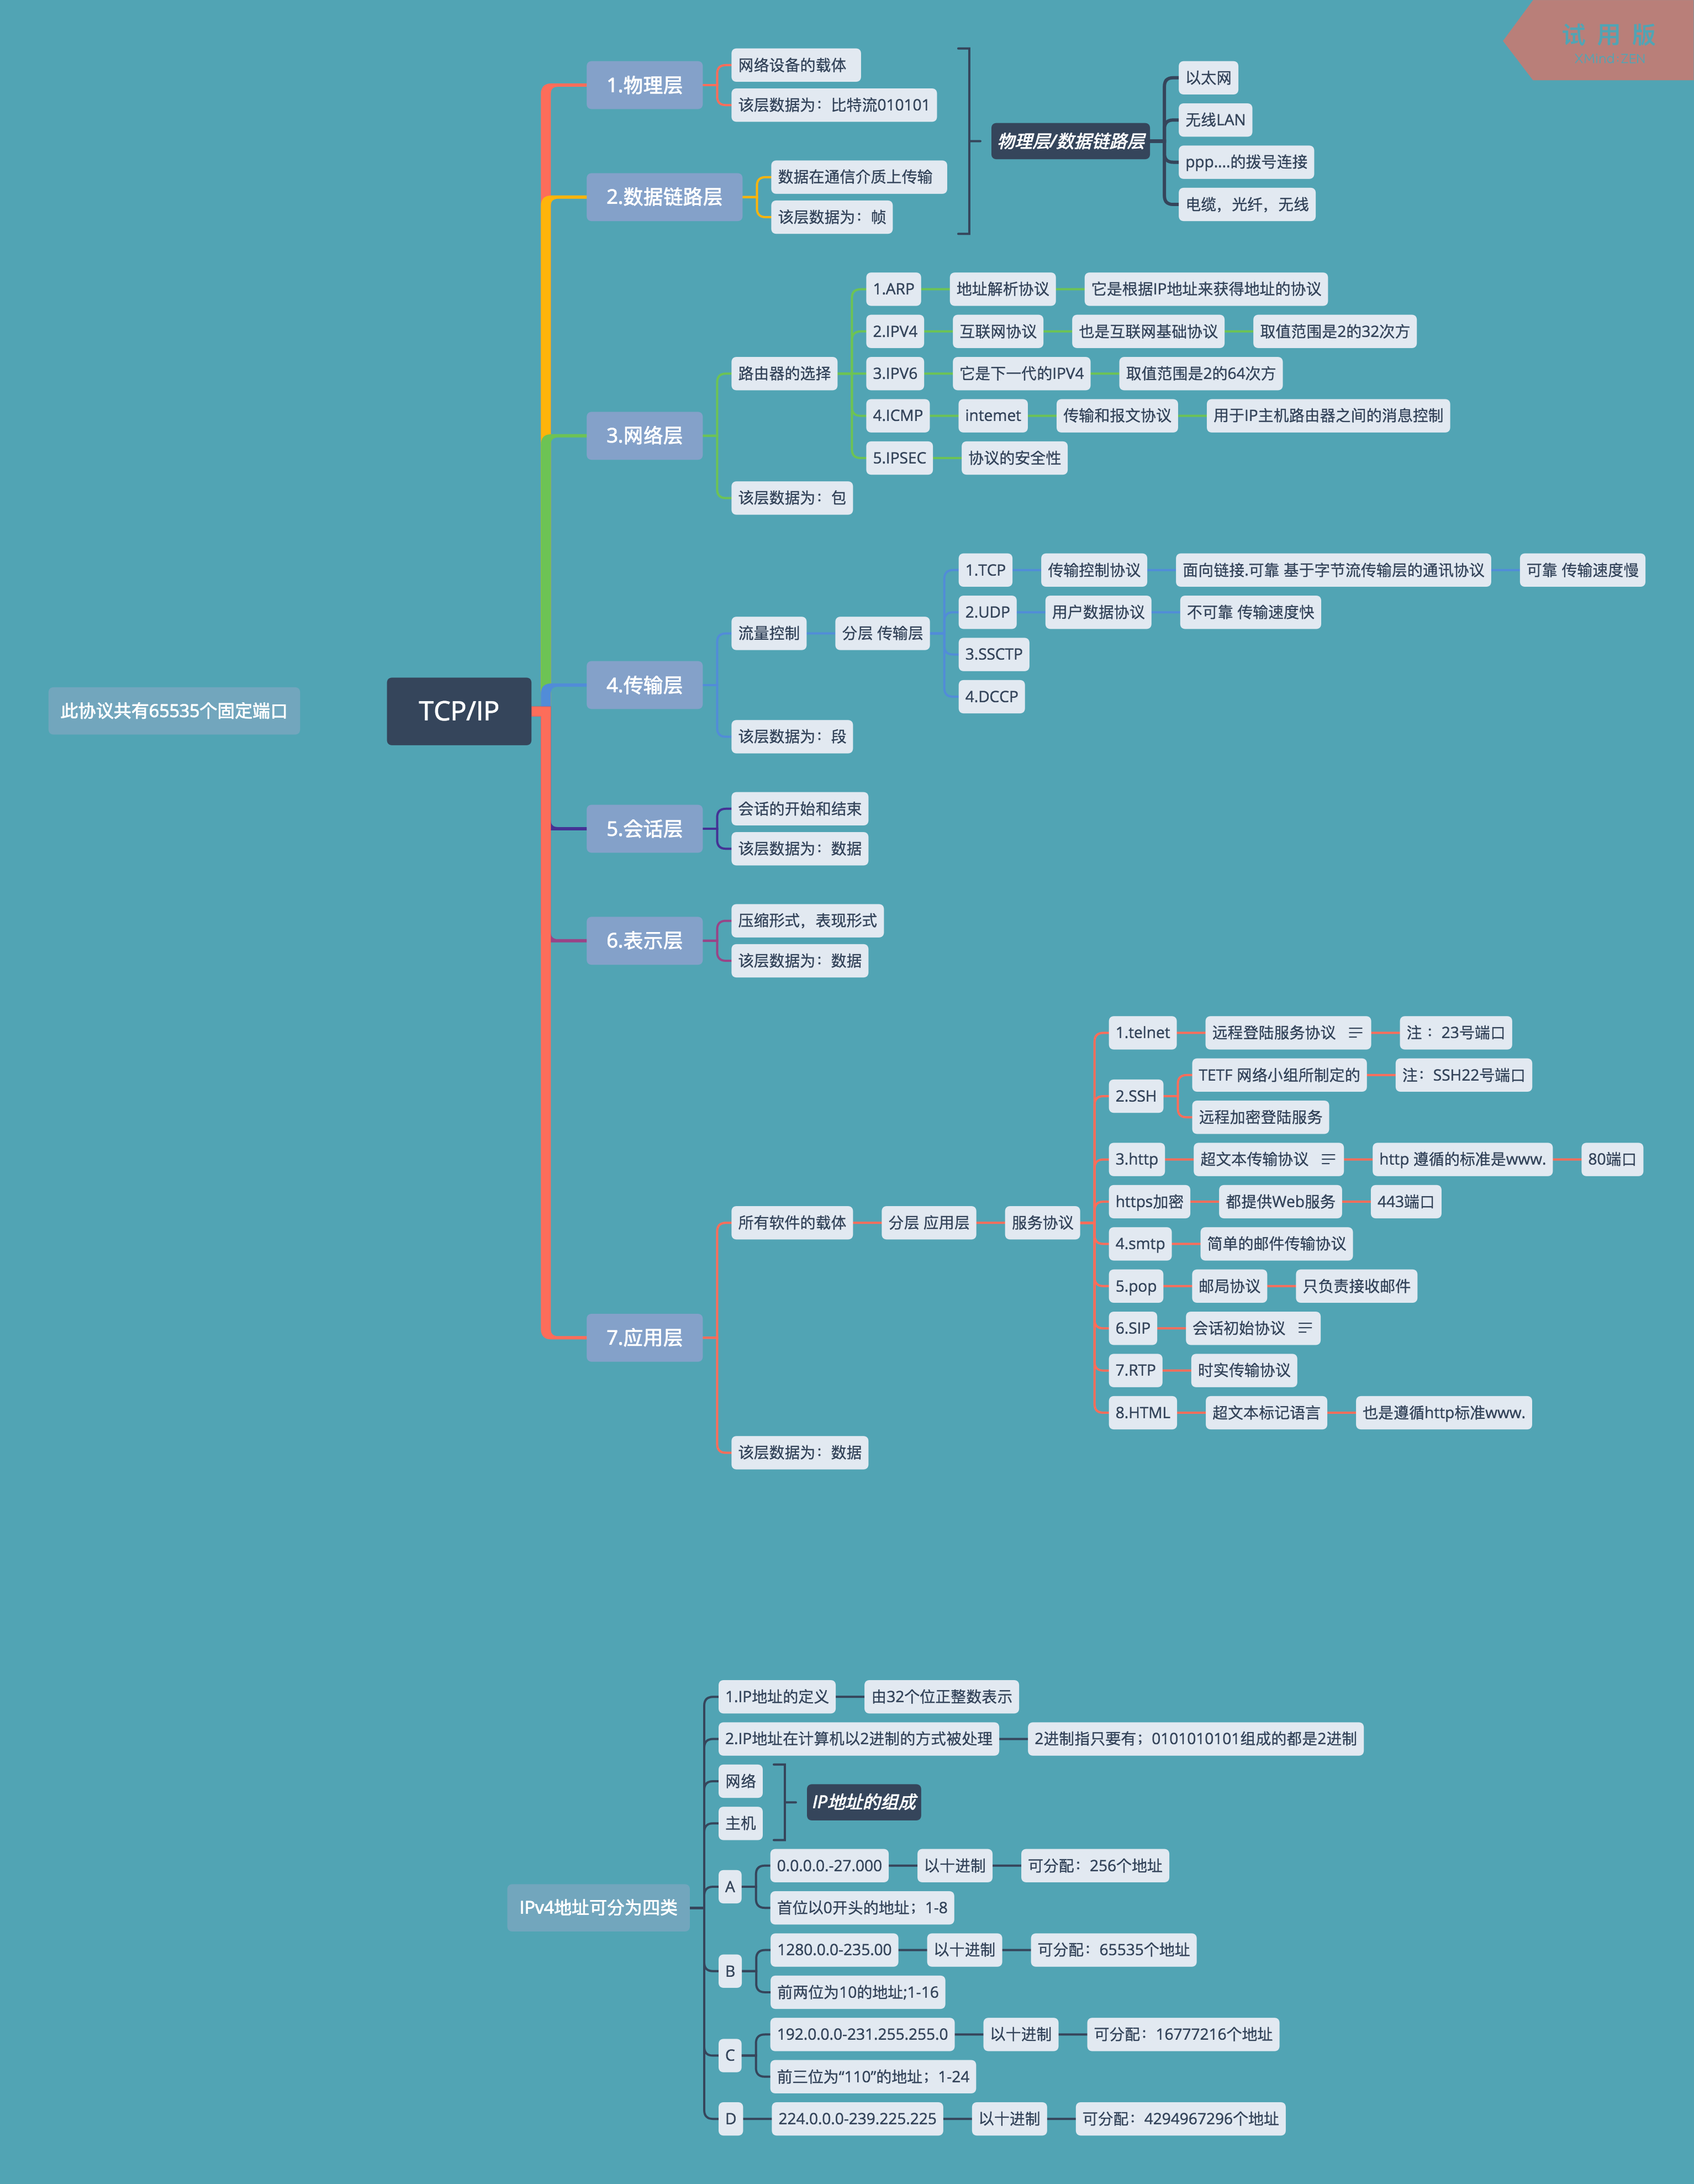 试 用 版
XMind: ZEN
1.物理层
网络设备的载体
该层数据为：比特流010101
2.数据链路层
数据在通信介质上传输
该层数据为：帧
物理层/数据链路层
以太网
无线LAN
ppp....的拨号连接
电缆，光纤，无线
3.网络层
路由器的选择
1.ARP
地址解析协议
它是根据IP地址来获得地址的协议
2.IPV4
互联网协议
也是互联网基础协议
取值范围是2的32次方
3.IPV6
它是下一代的IPV4
取值范围是2的64次方
4.ICMP
intemet
传输和报文协议
用于IP主机路由器之间的消息控制
5.IPSEC
协议的安全性
该层数据为：包
此协议共有65535个固定端口
TCP/IP
4.传输层
流量控制
分层 传输层
1.TCP
传输控制协议
面向链接.可靠 基于字节流传输层的通讯协议
可靠 传输速度慢
2.UDP
用户数据协议
不可靠 传输速度快
3.SSCTP
4.DCCP
该层数据为：段
5.会话层
会话的开始和结束
该层数据为：数据
6.表示层
压缩形式，表现形式
该层数据为：数据
7.应用层
所有软件的载体
分层 应用层
服务协议
1.telnet
远程登陆服务协议
注 ：23号端口
2.SSH
TETF 网络小组所制定的
注：SSH22号端口
远程加密登陆服务
3.http
超文本传输协议
http 遵循的标准是www.
80端口
https加密
都提供Web服务
443端口
4.smtp
简单的邮件传输协议
5.pop
邮局协议
只负责接收邮件
6.SIP
会话初始协议
7.RTP
时实传输协议
8.HTML
超文本标记语言
也是遵循http标准www.
该层数据为：数据
IPv4地址可分为四类
1.IP地址的定义
由32个位正整数表示
2.IP地址在计算机以2进制的方式被处理
2进制指只要有；0101010101组成的都是2进制
网络
主机
IP地址的组成
A
0.0.0.0.-27.000
以十进制
可分配：256个地址
首位以0开头的地址；1-8
B
1280.0.0-235.00
以十进制
可分配：65535个地址
前两位为10的地址;1-16
C
192.0.0.0-231.255.255.0
以十进制
可分配：16777216个地址
前三位为“110”的地址；1-24
D
224.0.0.0-239.225.225
以十进制
可分配：4294967296个地址